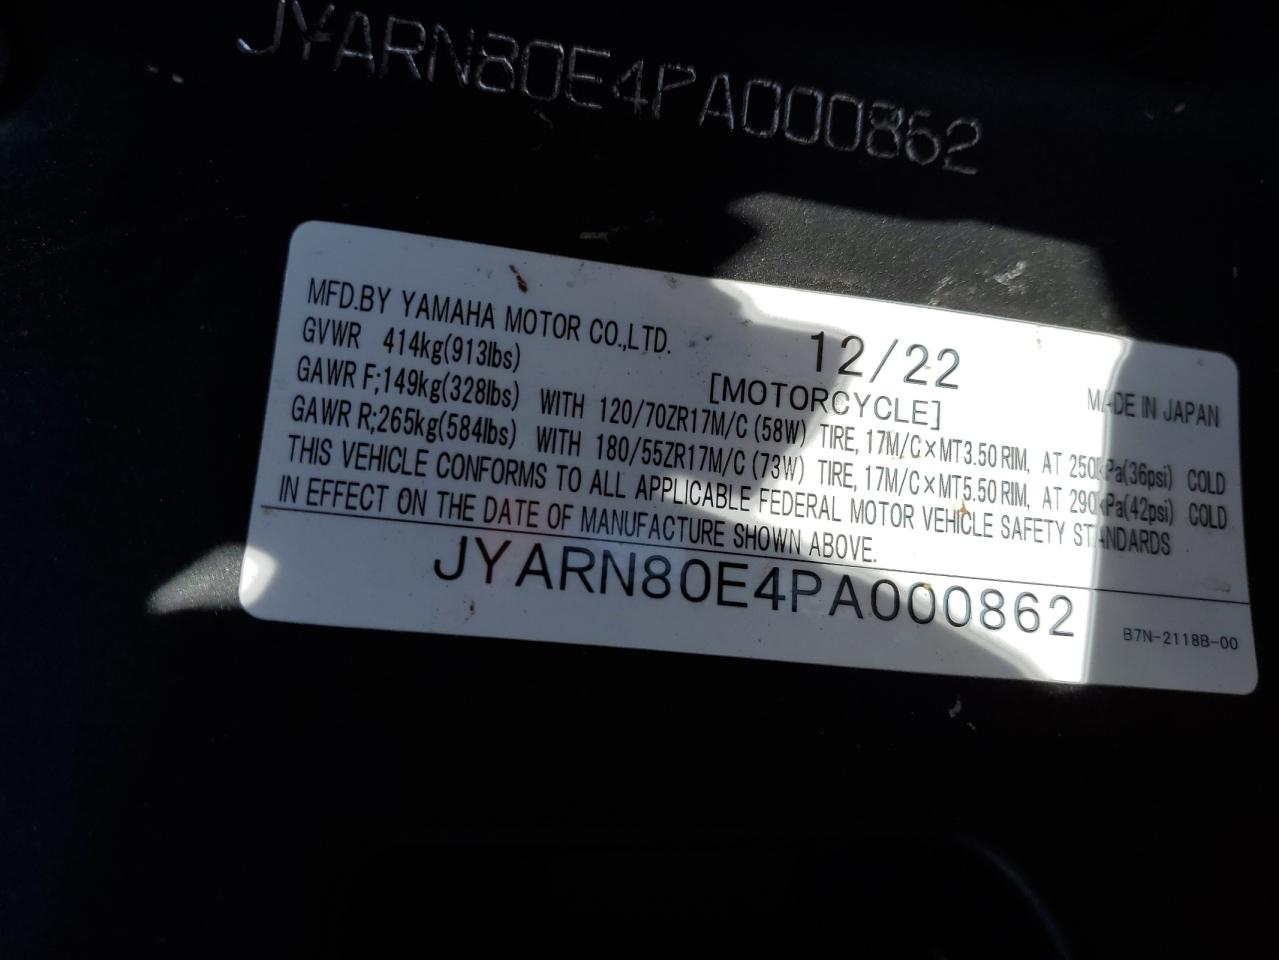 JYARN80E4PA000862
MFD.BY YAMAHA MOTOR CO.,LTD. 12/22 MADE IN JAPAN
GVWR 414kg(913lbs) [MOTORCYCLE]
GAWR F;149kg(328lbs) WITH 120/70ZR17M/C (58W) TIRE, 17M/C×MT3.50 RIM, AT 250kPa(36psi) COLD
GAWR R;265kg(584lbs) WITH 180/55ZR17M/C (73W) TIRE, 17M/C×MT5.50 RIM, AT 290kPa(42psi) COLD
THIS VEHICLE CONFORMS TO ALL APPLICABLE FEDERAL MOTOR VEHICLE SAFETY STANDARDS
IN EFFECT ON THE DATE OF MANUFACTURE SHOWN ABOVE.
JYARN80E4PA000862
B7N-2118B-00